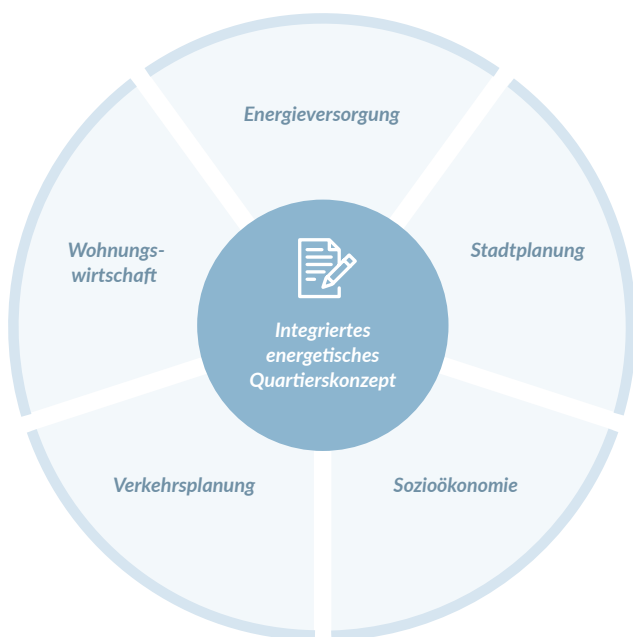 Energieversorgung
Wohnungs-
wirtschaft
Stadtplanung
Integriertes
energetisches
Quartierskonzept
Verkehrsplanung
Sozioökonomie